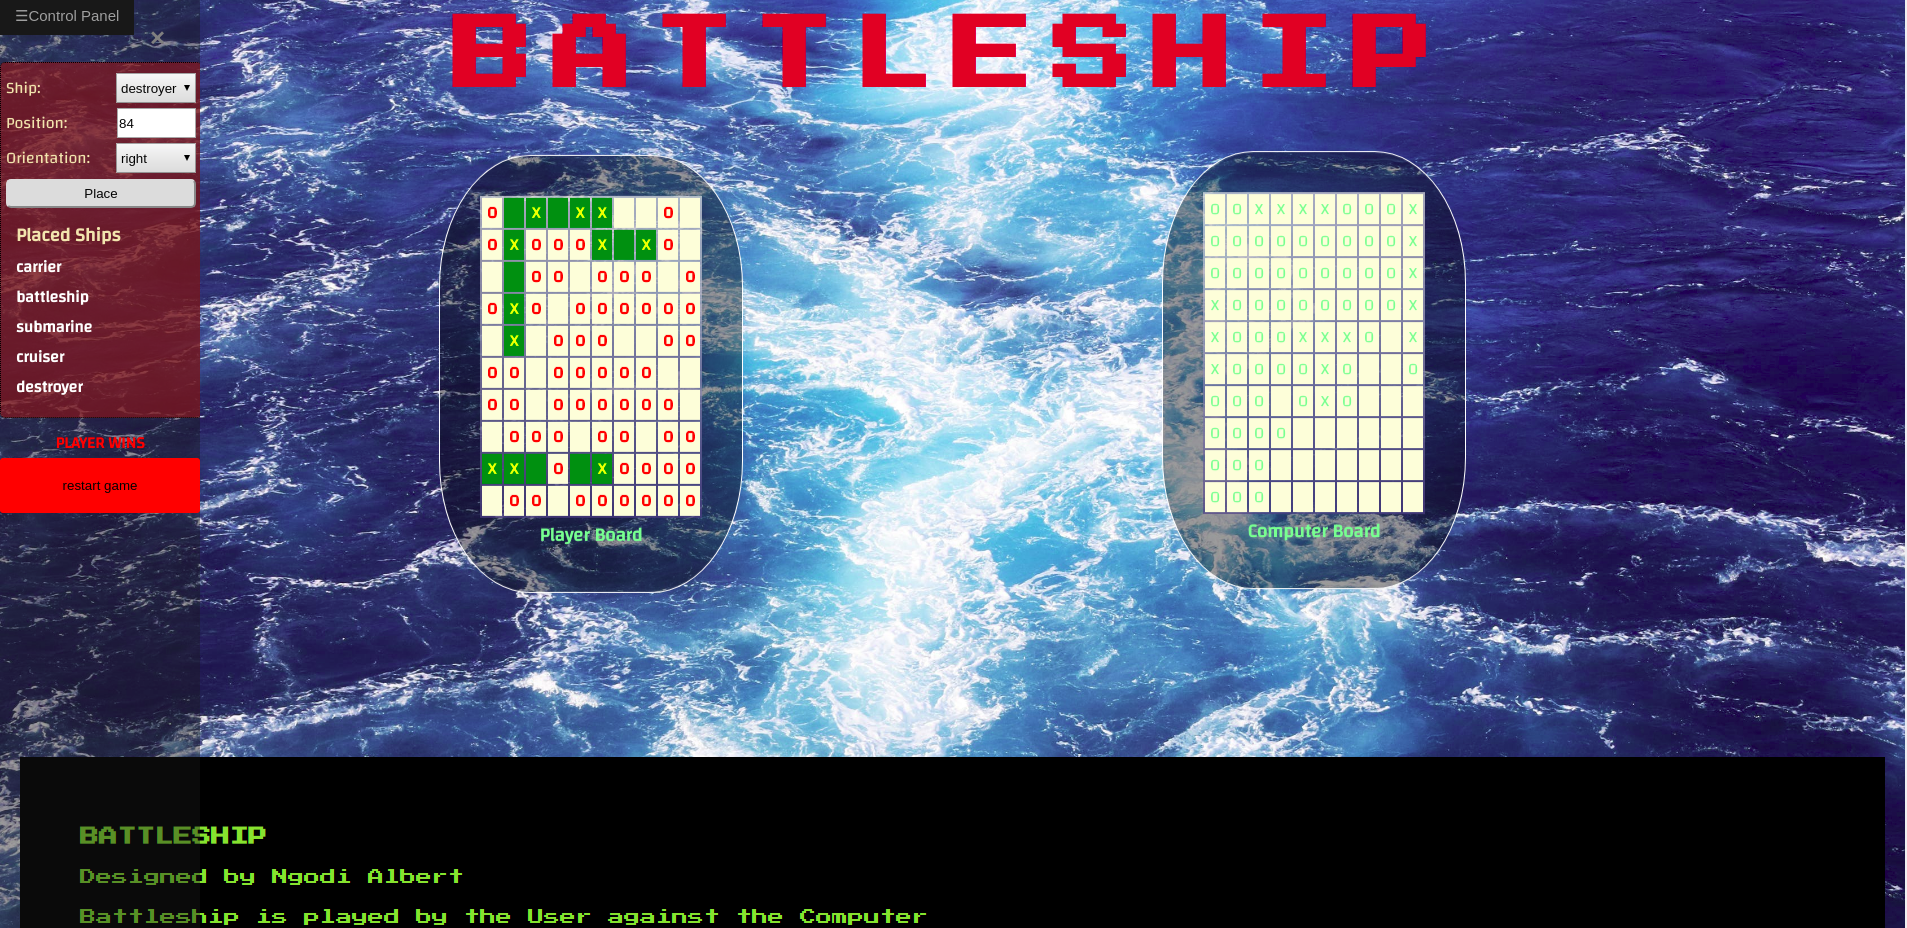 ☰Control Panel
×
BATTLESHIP
Ship: destroyer
Position: 84
Orientation: right
Place
Placed Ships
carrier
battleship
submarine
cruiser
destroyer
PLAYER WINS
restart game
O X X X O
O X O O O X X O
O O O O O O
O X O O O O O O O
X O O O O O
O O O O O O O
O O O O O O O O
O O O O O O O
X X O X O O O O
O O O O O O O O
Player Board
O O X X X X O O O X
O O O O O O O O O X
O O O O O O O O O X
X O O O O O O O O X
X O O O X X X O X
X O O O O X O O
O O O O X O
O O O O
O O O
O O O
Computer Board
BATTLESHIP
Designed by Ngodi Albert
Battleship is played by the User against the Computer